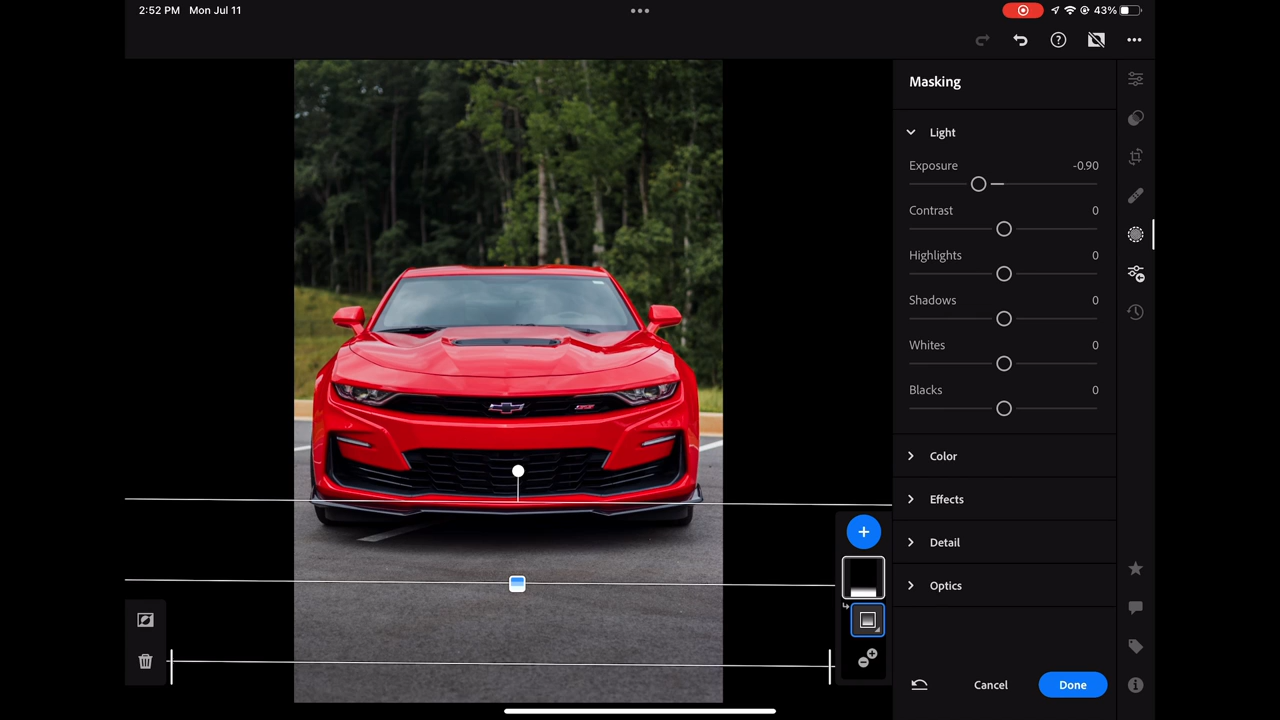 2:52 PM Mon Jul 11
43%
Masking
Light
Exposure -0.90
Contrast 0
Highlights 0
Shadows 0
Whites 0
Blacks 0
Color
Effects
Detail
Optics
Cancel Done